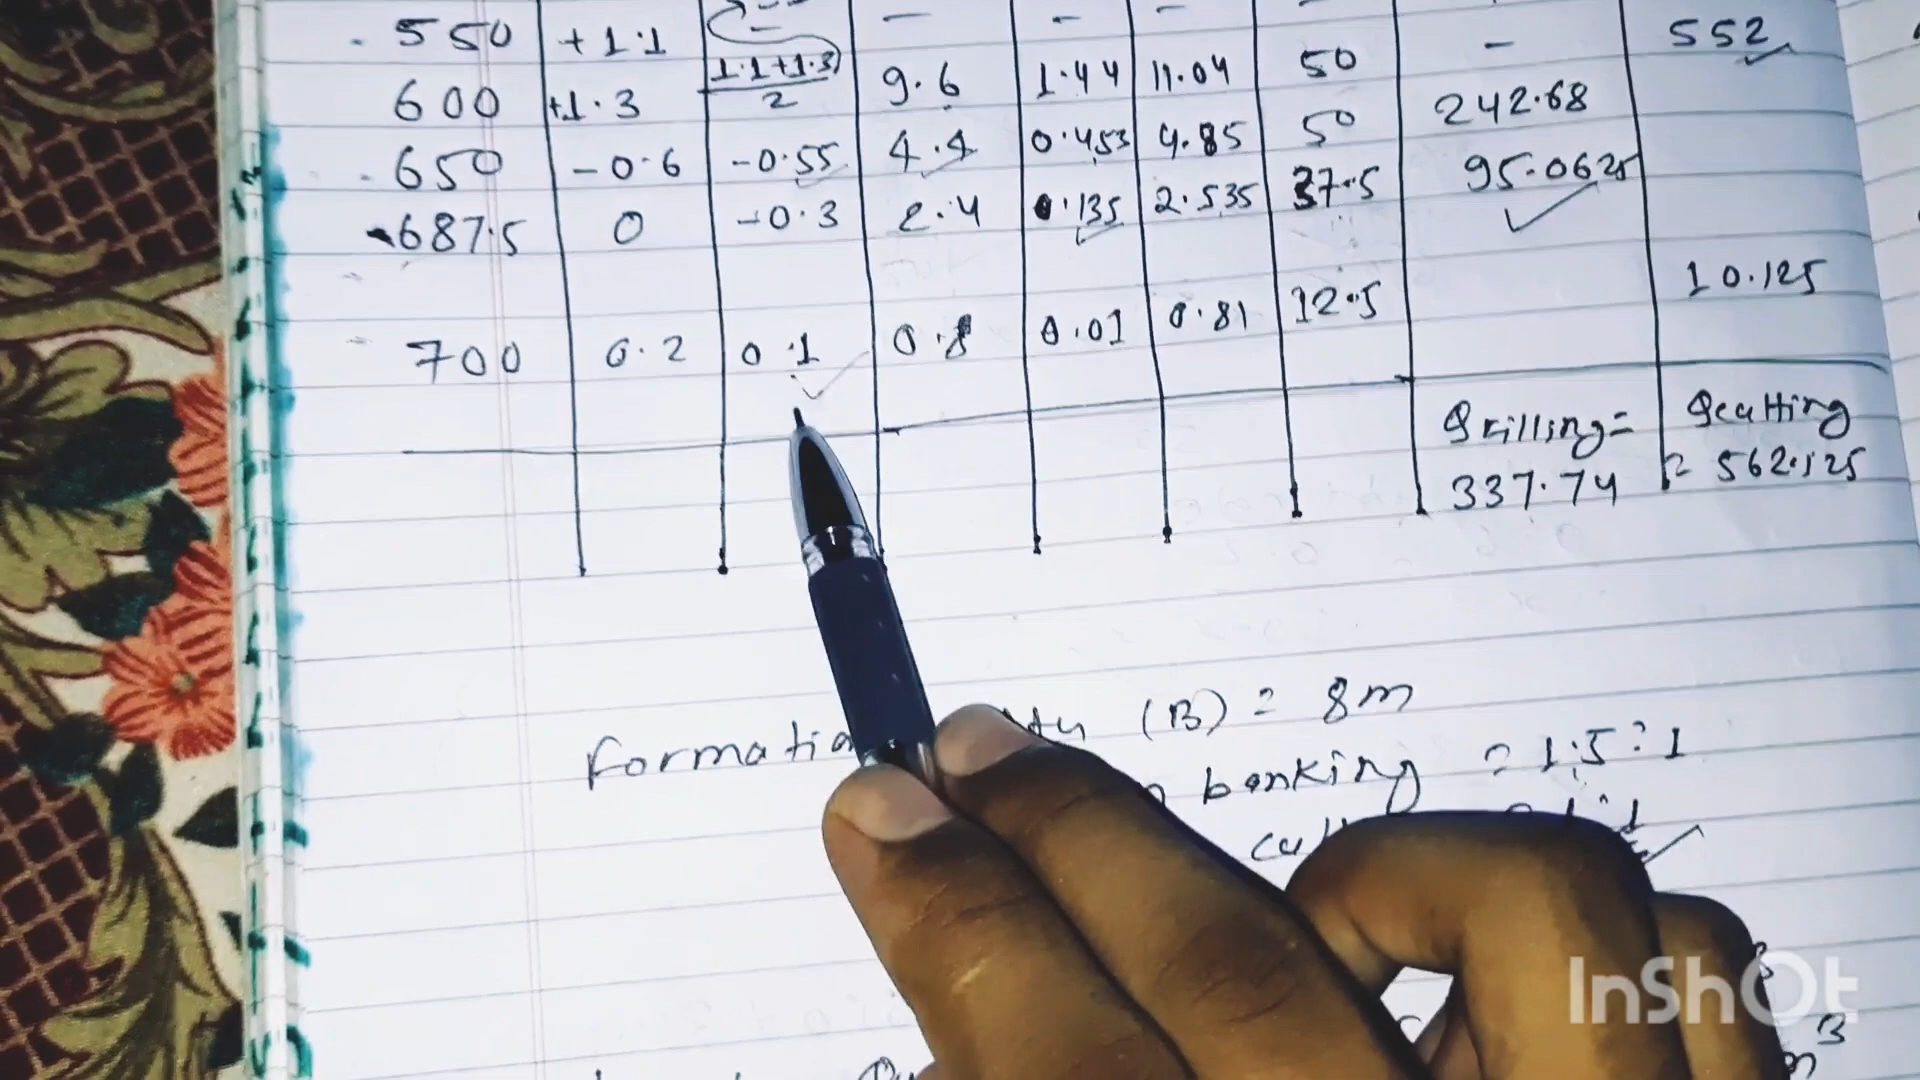 550 +1.1 - - - - 552
600 +1.3 1.1+1.3/2 9.6 1.44 11.04 50 -
650 -0.6 -0.55 4.4 0.453 4.85 50 242.68
687.5 0 -0.3 2.4 0.135 2.535 37.5 95.0625
700 0.2 0.1 0.8 0.01 0.81 12.5 10.125
337.74 = 562.125
(B) = 8m
banking = 1.5:1
InShOt